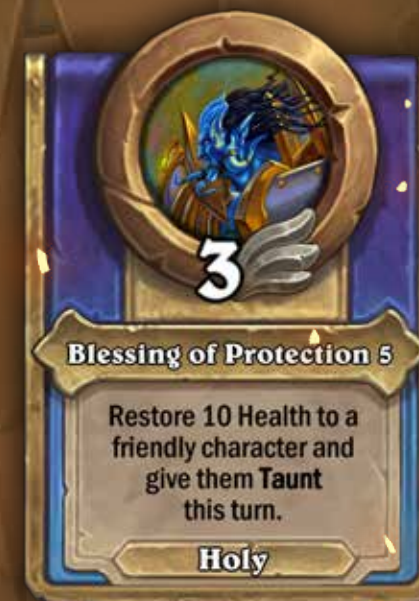 3
Blessing of Protection 5
Restore 10 Health to a
friendly character and
give them Taunt
this turn.
Holy